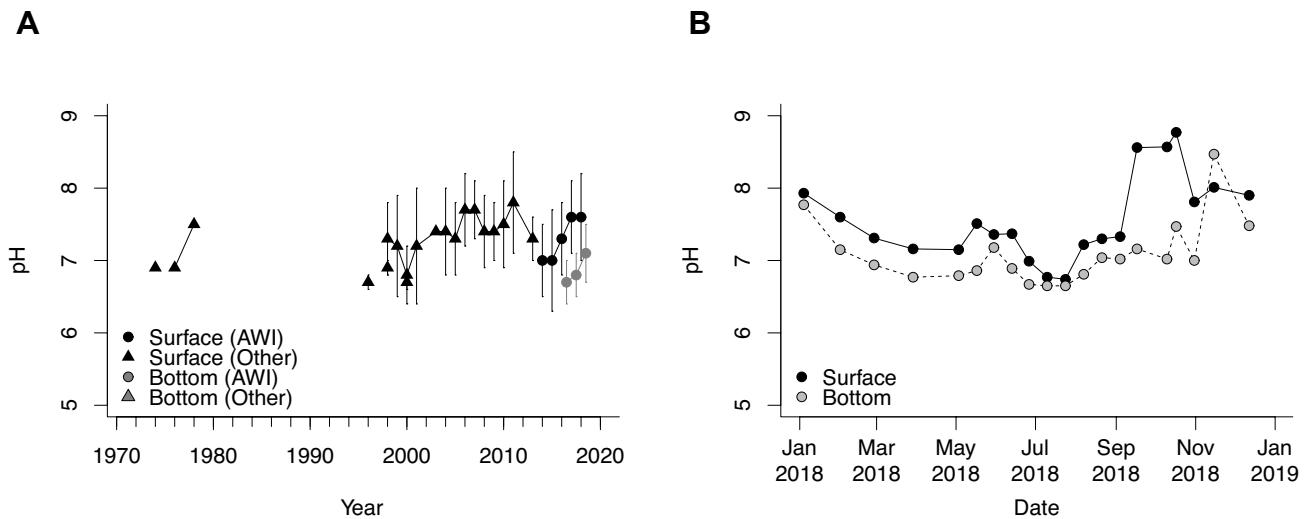 A
pH
9
8
7
6
5
Surface (AWI)
Surface (Other)
Bottom (AWI)
Bottom (Other)
1970 1980 1990 2000 2010 2020
Year
B
pH
9
8
7
6
5
Surface
Bottom
Jan Mar May Jul Sep Nov Jan
2018 2018 2018 2018 2018 2018 2019
Date